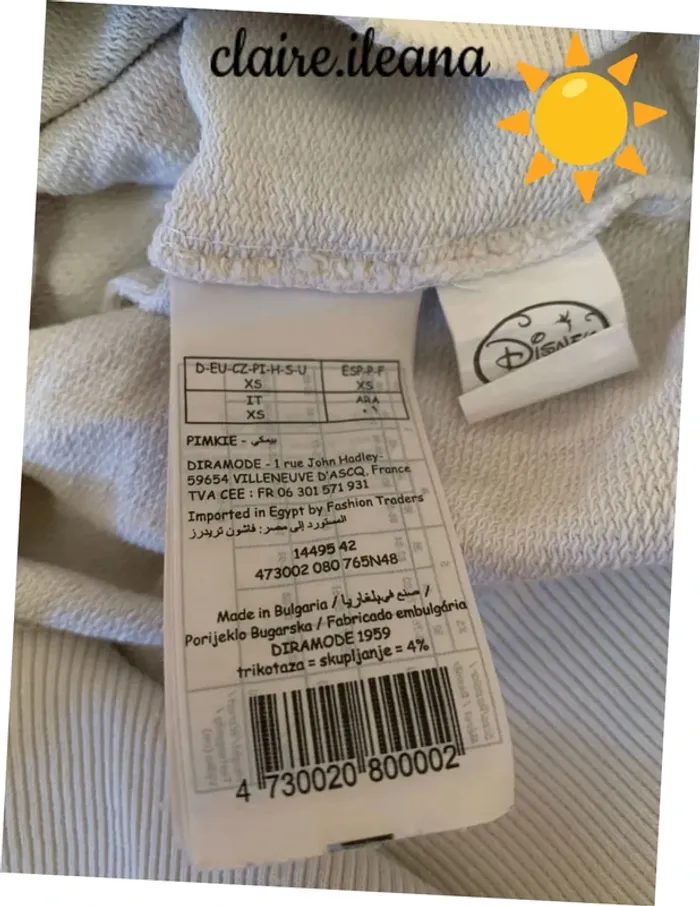 claire.ileana
DISNEY
D-EU-CZ-PI-H-S-U
XS
ESP-P-F
XS
IT
XS
ARA
٠١
PIMKIE - بيمكي
DIRAMODE - 1 rue John Hadley-
59654 VILLENEUVE D'ASCQ. France
TVA CEE : FR 06 301 571 931
Imported in Egypt by Fashion Traders
المستورد إلى مصر: فاشون تريدرز
14495 42
473002 080 765N48
Made in Bulgaria / صنع في بلغاريا /
Porijeklo Bugarska / Fabricado embulgária
DIRAMODE 1959
trikotaza = skupljanje = 4%
4 730020 800002